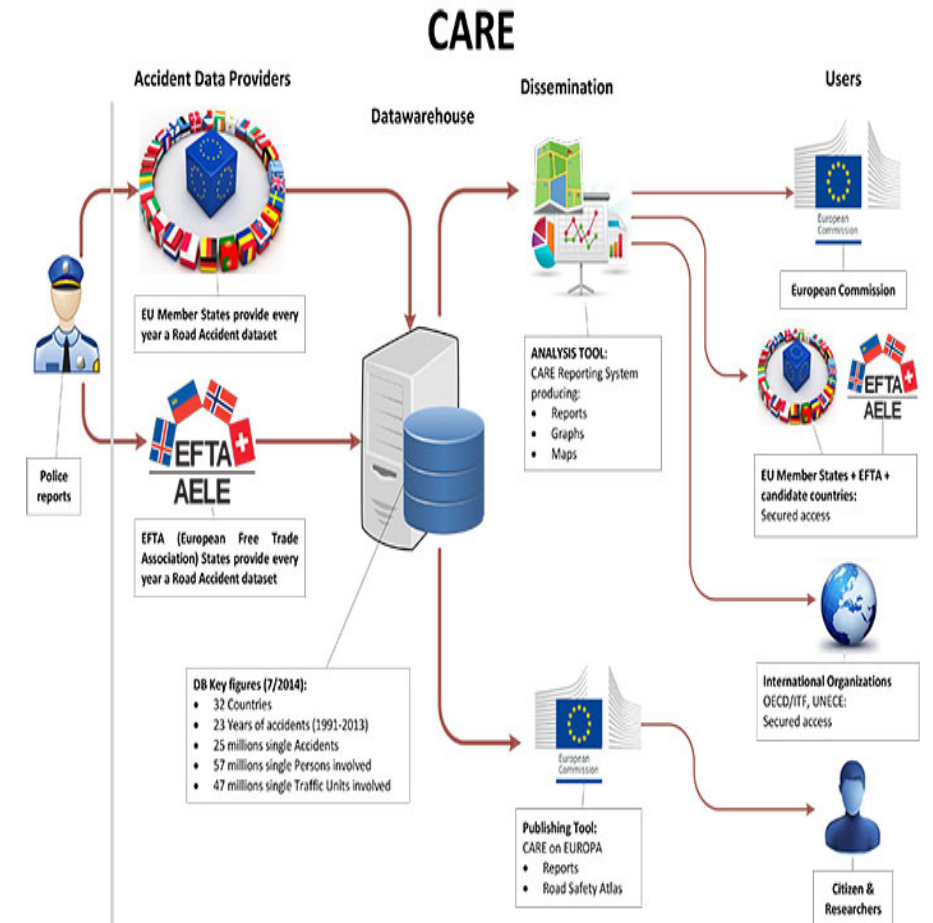 CARE
Accident Data Providers
Datawarehouse
Dissemination
Users
European
Commission
European Commission
EU Member States provide every
year a Road Accident dataset
Police
reports
EFTA
AELE
EFTA (European Free Trade
Association) States provide every
year a Road Accident dataset
ANALYSIS TOOL:
CARE Reporting System
producing:
• Reports
• Graphs
• Maps
EFTA
AELE
EU Member States + EFTA +
candidate countries:
Secured access
International Organizations
OECD/ITF, UNECE:
Secured access
DB Key figures (7/2014):
• 32 Countries
• 23 Years of accidents (1991-2013)
• 25 millions single Accidents
• 57 millions single Persons involved
• 47 millions single Traffic Units involved
European
Commission
Publishing Tool:
CARE on EUROPA
• Reports
• Road Safety Atlas
Citizen &
Researchers